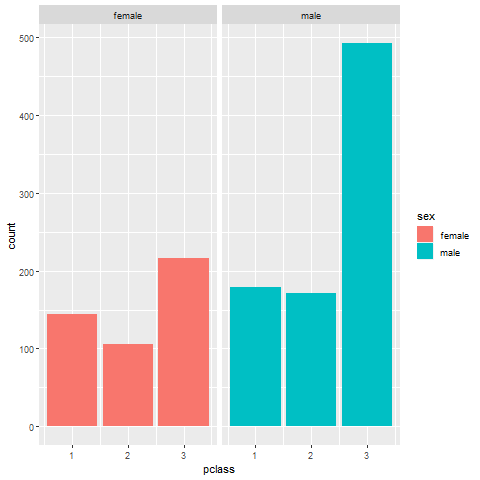 female
male
500
400
300
200
100
0
count
1 2 3
1 2 3
pclass
sex
female
male